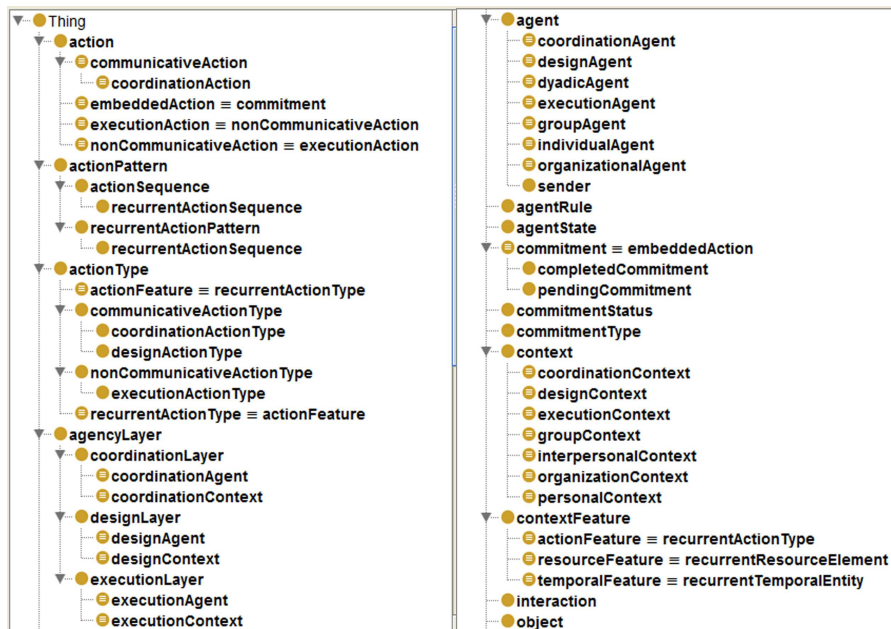 Thing
action
communicativeAction
coordinationAction
embeddedAction ≡ commitment
executionAction ≡ nonCommunicativeAction
nonCommunicativeAction ≡ executionAction
actionPattern
actionSequence
recurrentActionSequence
recurrentActionPattern
recurrentActionSequence
actionType
actionFeature ≡ recurrentActionType
communicativeActionType
coordinationActionType
designActionType
nonCommunicativeActionType
executionActionType
recurrentActionType ≡ actionFeature
agencyLayer
coordinationLayer
coordinationAgent
coordinationContext
designLayer
designAgent
designContext
executionLayer
executionAgent
executionContext
agent
coordinationAgent
designAgent
dyadicAgent
executionAgent
groupAgent
individualAgent
organizationalAgent
sender
agentRule
agentState
commitment ≡ embeddedAction
completedCommitment
pendingCommitment
commitmentStatus
commitmentType
context
coordinationContext
designContext
executionContext
groupContext
interpersonalContext
organizationContext
personalContext
contextFeature
actionFeature ≡ recurrentActionType
resourceFeature ≡ recurrentResourceElement
temporalFeature ≡ recurrentTemporalEntity
interaction
object